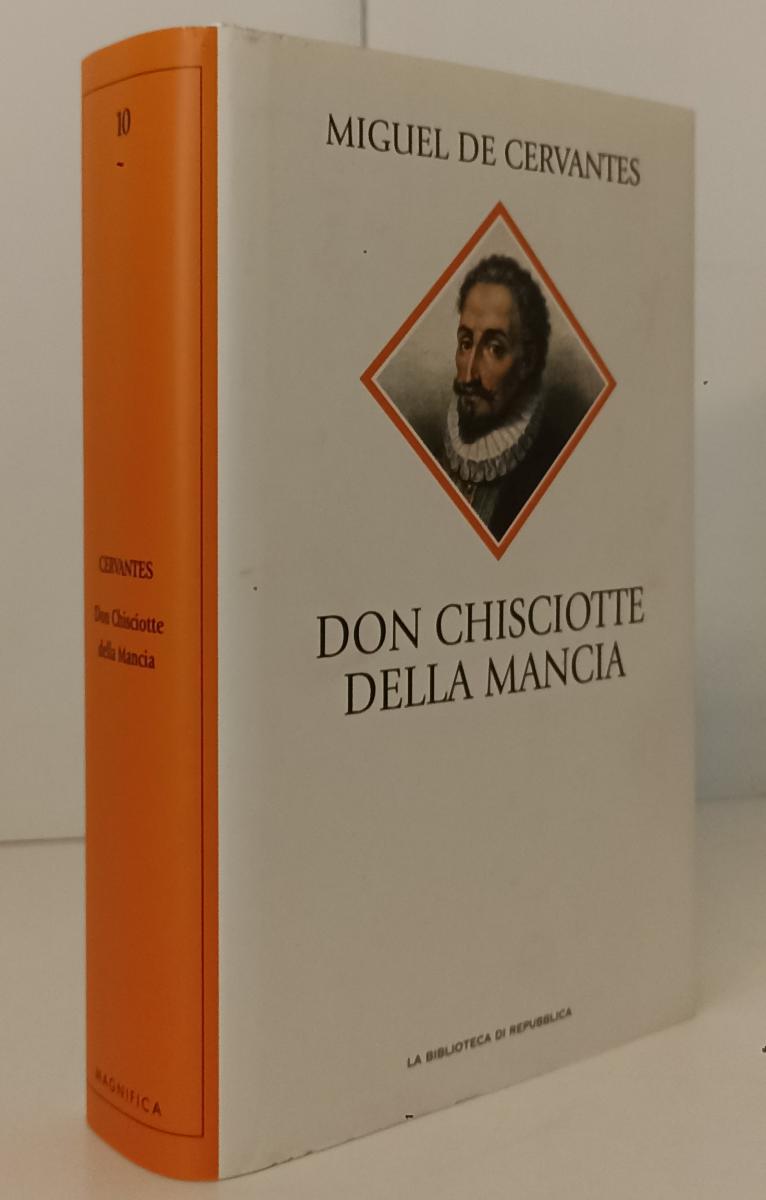 10
CERVANTES
Don Chisciotte
della Mancia
MAGNIFICA
MIGUEL DE CERVANTES
DON CHISCIOTTE
DELLA MANCIA
LA BIBLIOTECA DI REPUBBLICA